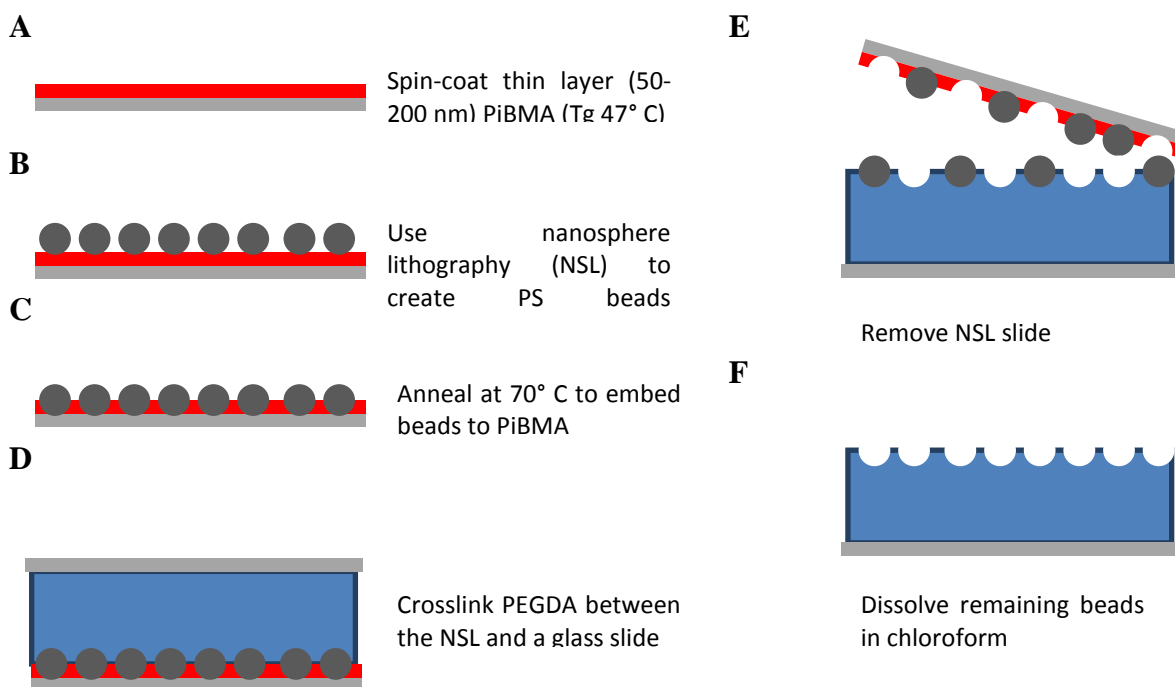 A
Spin-coat thin layer (50-
200 nm) PiBMA (Tg 47° C)
B
Use nanosphere
lithography (NSL) to
create PS beads
C
Anneal at 70° C to embed
beads to PiBMA
D
Crosslink PEGDA between
the NSL and a glass slide
E
Remove NSL slide
F
Dissolve remaining beads
in chloroform